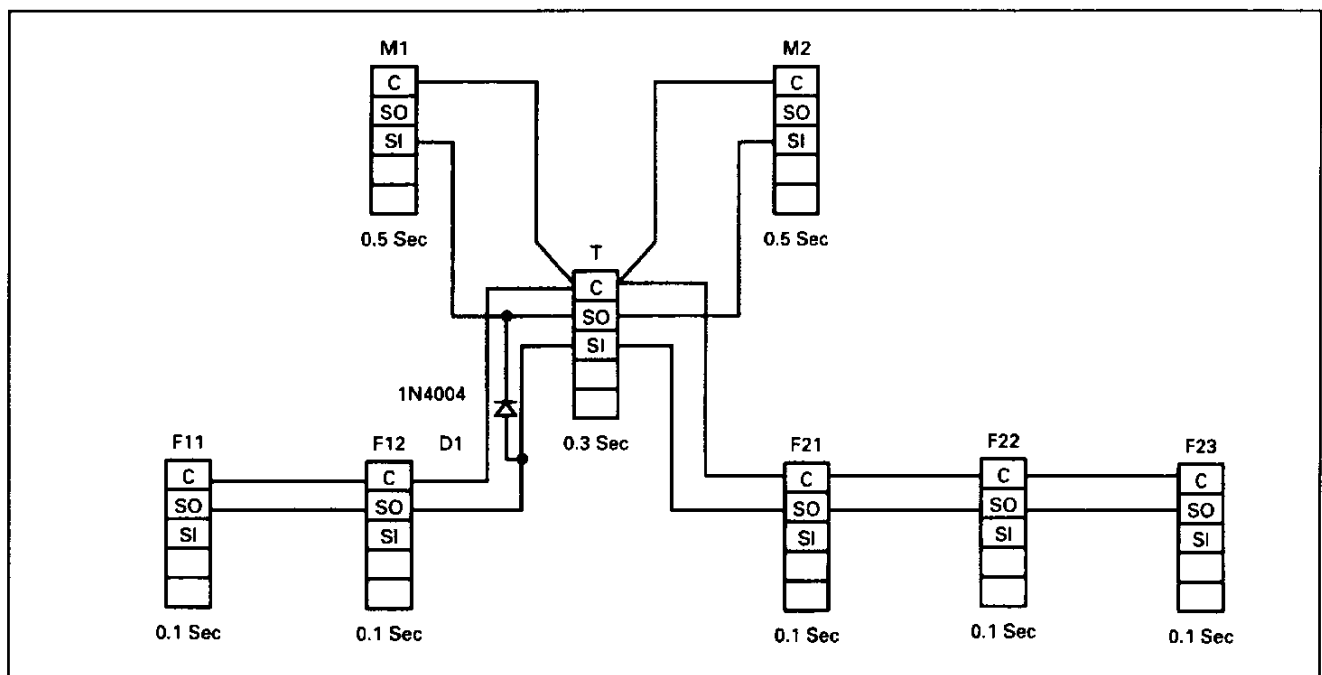 M1
C
SO
SI
0.5 Sec
M2
C
SO
SI
0.5 Sec
T
C
SO
SI
0.3 Sec
1N4004
D1
F11
C
SO
SI
0.1 Sec
F12
C
SO
SI
0.1 Sec
F21
C
SO
SI
0.1 Sec
F22
C
SO
SI
0.1 Sec
F23
C
SO
SI
0.1 Sec